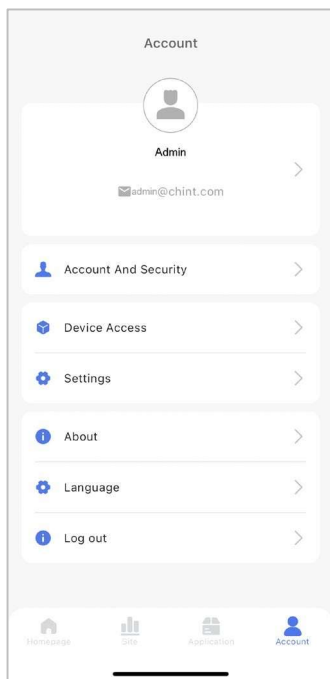 Account
Admin
admin@chint.com
Account And Security
Device Access
Settings
About
Language
Log out
Homepage
Site
Application
Account